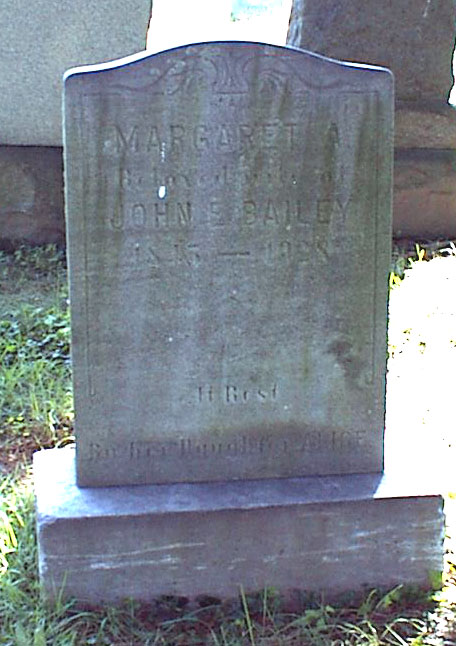 MARGARET A.
Beloved wife of
JOHN E. BAILEY
At Rest
By her Daughter ALICE